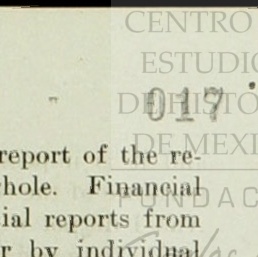 CENTRO
ESTUDIO
DE HISTO
017
DE MEXI
report of the re-
hole. Financial
FUNDAC
ial reports from
r by individual